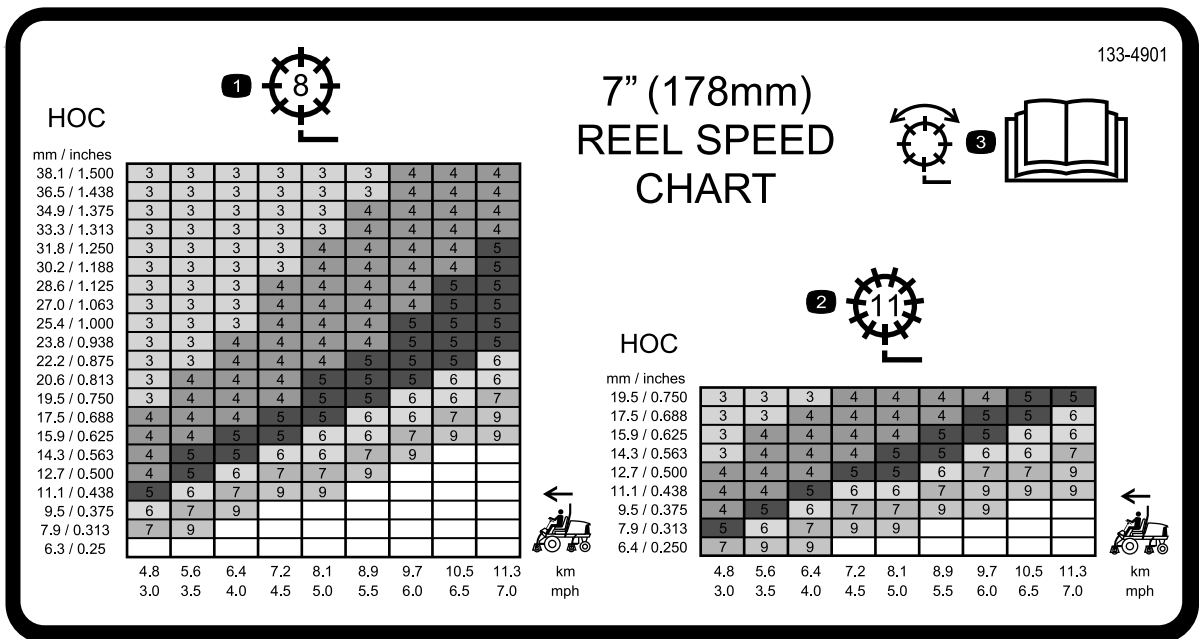 133-4901
7” (178mm)
REEL SPEED
CHART
1
8
3
HOC
mm / inches
38.1 / 1.500 3 3 3 3 3 3 4 4 4
36.5 / 1.438 3 3 3 3 3 3 4 4 4
34.9 / 1.375 3 3 3 3 3 4 4 4 4
33.3 / 1.313 3 3 3 3 3 4 4 4 4
31.8 / 1.250 3 3 3 3 4 4 4 4 5
30.2 / 1.188 3 3 3 3 4 4 4 4 5
28.6 / 1.125 3 3 3 4 4 4 4 5 5
27.0 / 1.063 3 3 3 4 4 4 4 5 5
25.4 / 1.000 3 3 3 4 4 4 5 5 5
23.8 / 0.938 3 3 4 4 4 4 5 5 5
22.2 / 0.875 3 3 4 4 4 5 5 5 6
20.6 / 0.813 3 4 4 4 5 5 5 6 6
19.5 / 0.750 3 4 4 4 5 5 6 6 7
17.5 / 0.688 4 4 4 5 5 6 6 7 9
15.9 / 0.625 4 4 5 5 6 6 7 9 9
14.3 / 0.563 4 5 5 6 6 7 9
12.7 / 0.500 4 5 6 7 7 9
11.1 / 0.438 5 6 7 9 9
9.5 / 0.375 6 7 9
7.9 / 0.313 7 9
6.3 / 0.25
4.8 5.6 6.4 7.2 8.1 8.9 9.7 10.5 11.3 km
3.0 3.5 4.0 4.5 5.0 5.5 6.0 6.5 7.0 mph
2
11
HOC
mm / inches
19.5 / 0.750 3 3 3 4 4 4 4 5 5
17.5 / 0.688 3 3 4 4 4 4 5 5 6
15.9 / 0.625 3 4 4 4 4 5 5 6 6
14.3 / 0.563 3 4 4 4 5 5 6 6 7
12.7 / 0.500 4 4 4 5 5 6 7 7 9
11.1 / 0.438 4 4 5 6 6 7 9 9 9
9.5 / 0.375 4 5 6 7 7 9 9
7.9 / 0.313 5 6 7 9 9
6.4 / 0.250 7 9 9
4.8 5.6 6.4 7.2 8.1 8.9 9.7 10.5 11.3 km
3.0 3.5 4.0 4.5 5.0 5.5 6.0 6.5 7.0 mph